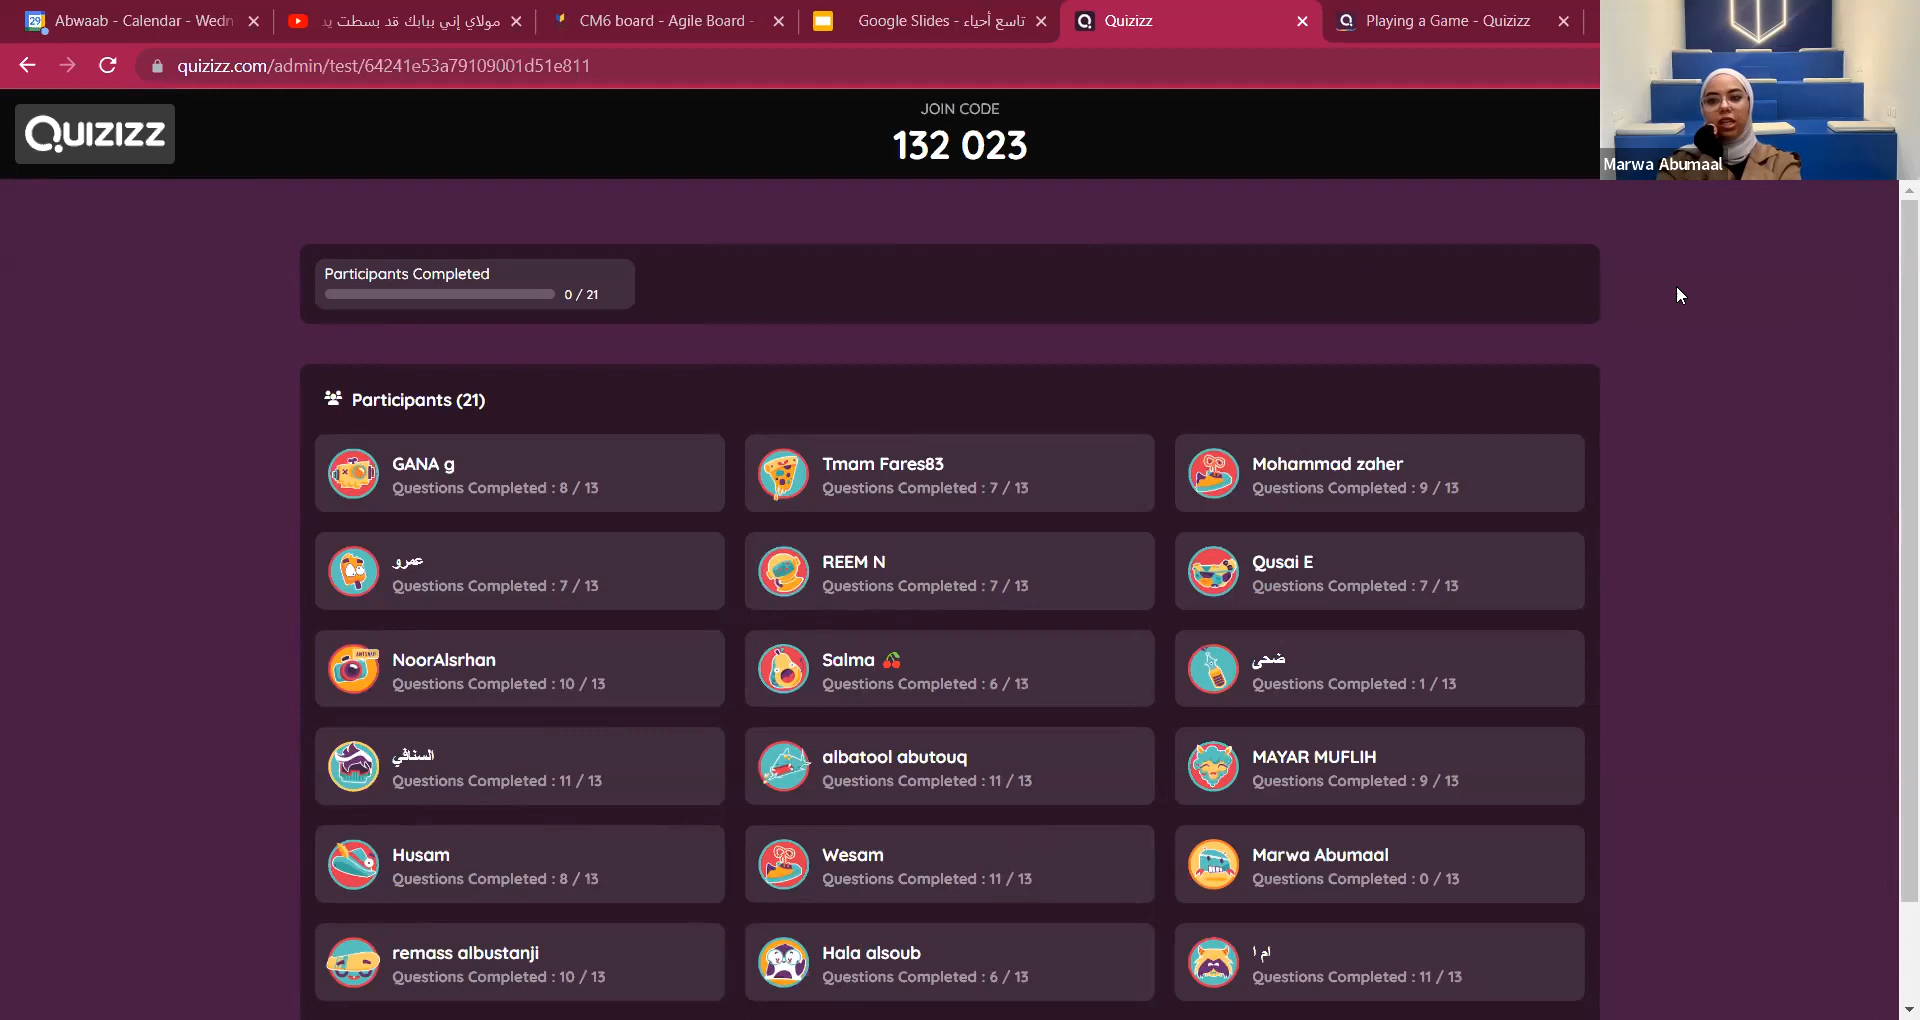 Abwaab - Calendar - Wedn
مولاي إني ببابك قد بسطت يد
CM6 board - Agile Board -
تاسع أحياء - Google Slides
Quizizz
Playing a Game - Quizizz
quizizz.com/admin/test/64241e53a79109001d51e811
Quizizz
JOIN CODE
132 023
Marwa Abumaal
Participants Completed
0 / 21
Participants (21)
GANA g
Questions Completed : 8 / 13
Tmam Fares83
Questions Completed : 7 / 13
Mohammad zaher
Questions Completed : 9 / 13
عمرو
Questions Completed : 7 / 13
REEM N
Questions Completed : 7 / 13
Qusai E
Questions Completed : 7 / 13
NoorAlsrhan
Questions Completed : 10 / 13
Salma 🍒
Questions Completed : 6 / 13
ضحى
Questions Completed : 1 / 13
السنافي
Questions Completed : 11 / 13
albatool abutouq
Questions Completed : 11 / 13
MAYAR MUFLIH
Questions Completed : 9 / 13
Husam
Questions Completed : 8 / 13
Wesam
Questions Completed : 11 / 13
Marwa Abumaal
Questions Completed : 0 / 13
remass albustanji
Questions Completed : 10 / 13
Hala alsoub
Questions Completed : 6 / 13
ام ا
Questions Completed : 11 / 13